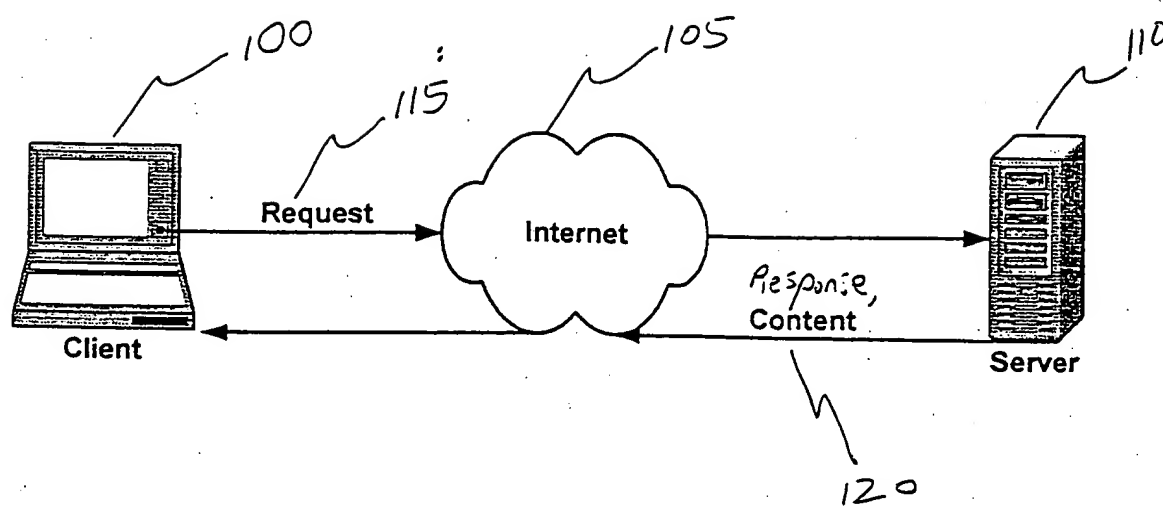 100
105
110
115
Request
Internet
Response,
Content
Client
Server
120